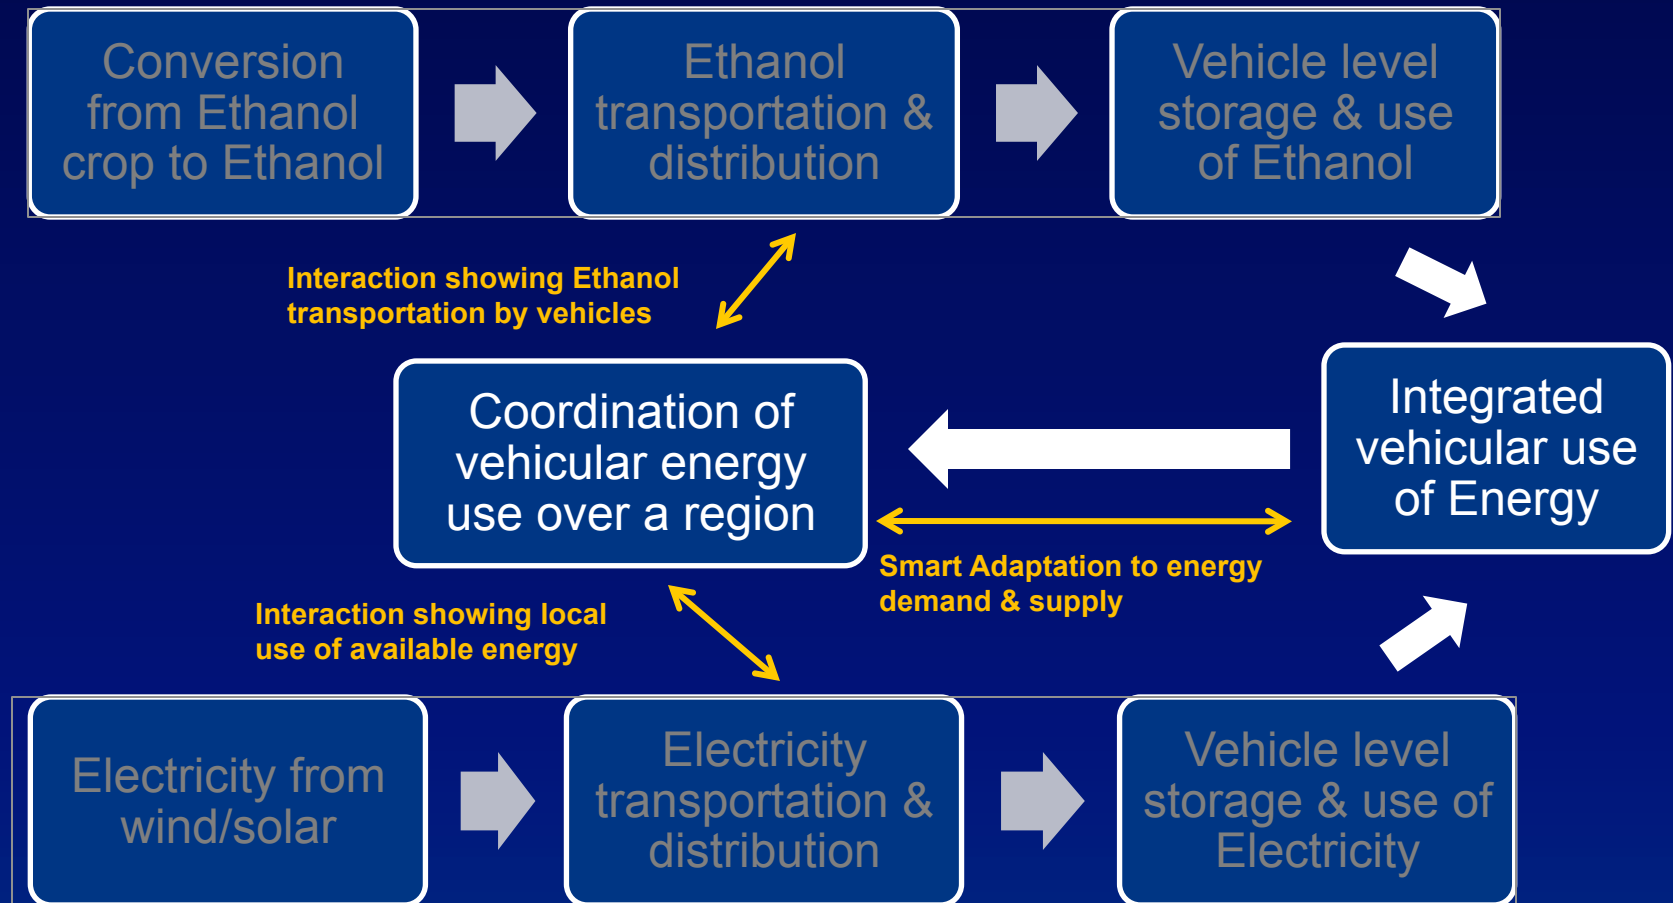 Conversion
from Ethanol
crop to Ethanol
Ethanol
transportation &
distribution
Vehicle level
storage & use
of Ethanol
Interaction showing Ethanol
transportation by vehicles
Coordination of
vehicular energy
use over a region
Integrated
vehicular use
of Energy
Smart Adaptation to energy
demand & supply
Interaction showing local
use of available energy
Electricity from
wind/solar
Electricity
transportation &
distribution
Vehicle level
storage & use of
Electricity